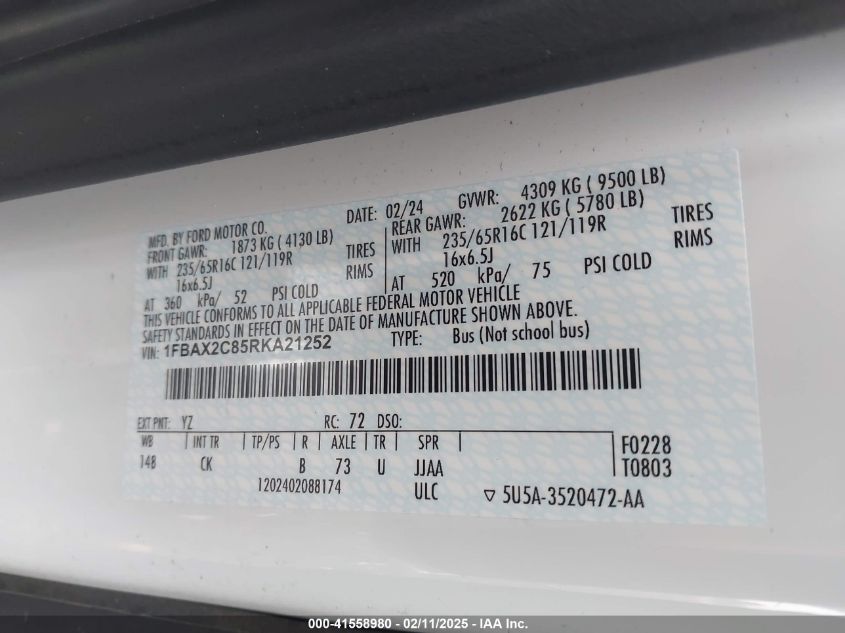 MFD. BY FORD MOTOR CO. DATE: 02/24 GVWR: 4309 KG ( 9500 LB)
FRONT GAWR: 1873 KG ( 4130 LB) REAR GAWR: 2622 KG ( 5780 LB)
WITH 235/65R16C 121/119R TIRES WITH 235/65R16C 121/119R TIRES
16x6.5J RIMS 16x6.5J RIMS
AT 360 kPa/ 52 PSI COLD AT 520 kPa/ 75 PSI COLD
THIS VEHICLE CONFORMS TO ALL APPLICABLE FEDERAL MOTOR VEHICLE
SAFETY STANDARDS IN EFFECT ON THE DATE OF MANUFACTURE SHOWN ABOVE.
VIN: 1FBAX2C85RKA21252 TYPE: Bus (Not school bus)
EXT PNT: YZ RC: 72 DSO:
WB INT TR TP/PS R AXLE TR SPR F0228
148 CK B 73 U JJAA T0803
1202402088174 ULC ▽ 5U5A-3520472-AA
000-41558980 - 02/11/2025 - IAA Inc.